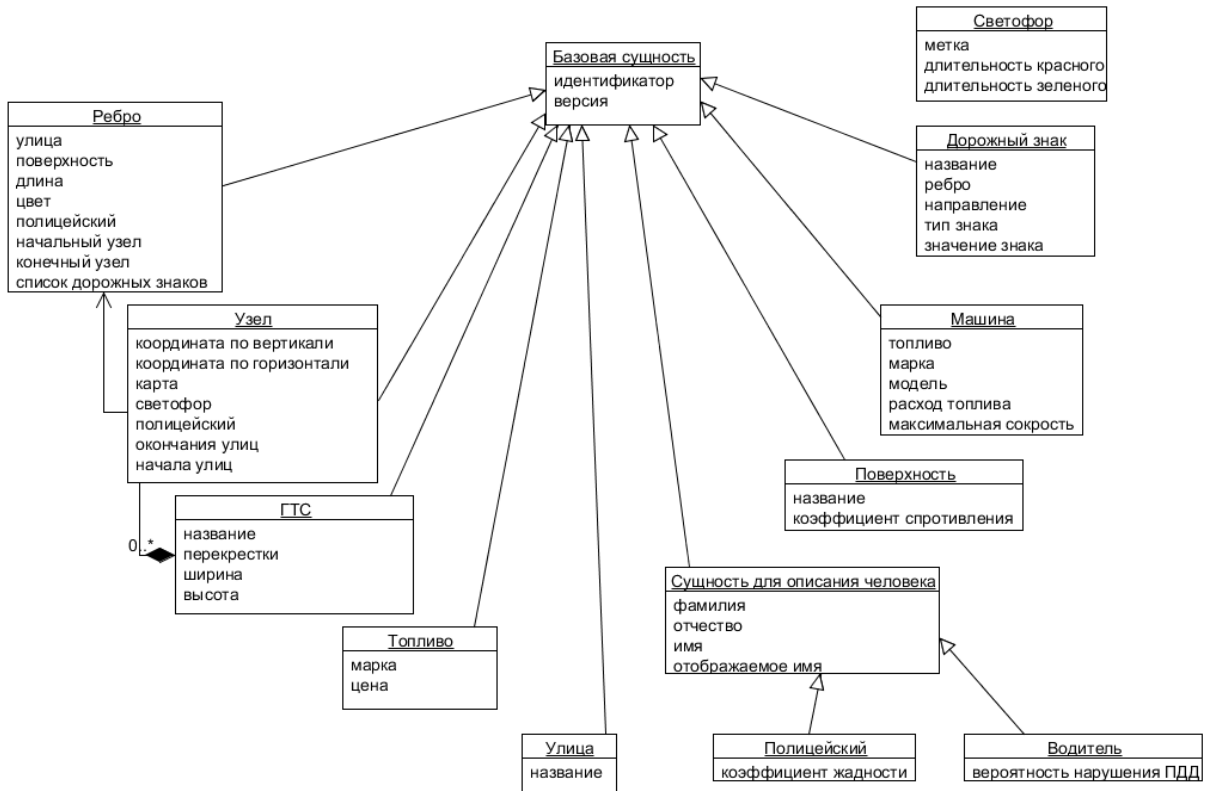 Светофор
метка
длительность красного
длительность зеленого
Базовая сущность
идентификатор
версия
Ребро
улица
поверхность
длина
цвет
полицейский
начальный узел
конечный узел
список дорожных знаков
Дорожный знак
название
ребро
направление
тип знака
значение знака
Узел
координата по вертикали
координата по горизонтали
карта
светофор
полицейский
окончания улиц
начала улиц
Машина
топливо
марка
модель
расход топлива
максимальная сокрость
Поверхность
название
коэффициент спротивления
ГТС
название
перекрестки
ширина
высота
0..*
Сущность для описания человека
фамилия
отчество
имя
отображаемое имя
Топливо
марка
цена
Улица
название
Полицейский
коэффициент жадности
Водитель
вероятность нарушения ПДД